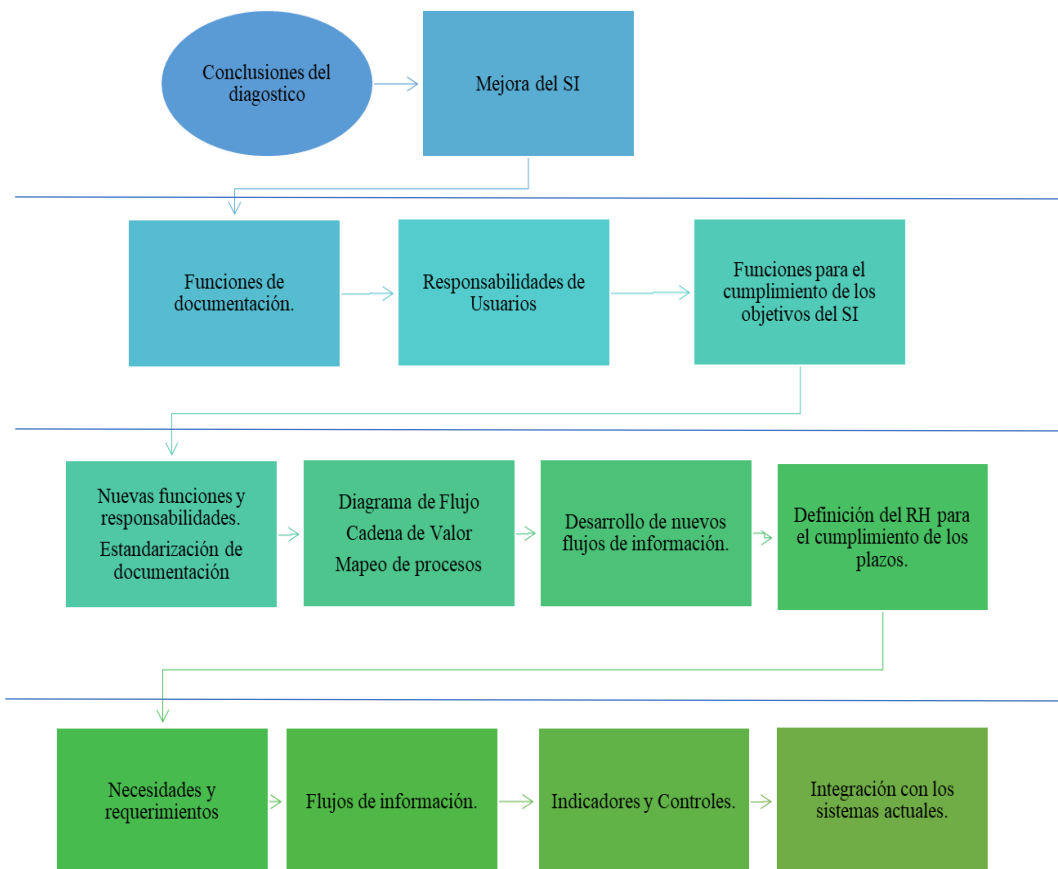 Conclusiones del
diagostico
Mejora del SI
Funciones de
documentación.
Responsabilidades de
Usuarios
Funciones para el
cumplimiento de los
objetivos del SI
Nuevas funciones y
responsabilidades.
Estandarización de
documentación
Diagrama de Flujo
Cadena de Valor
Mapeo de procesos
Desarrollo de nuevos
flujos de información.
Definición del RH para
el cumplimiento de los
plazos.
Necesidades y
requerimientos
Flujos de información.
Indicadores y Controles.
Integración con los
sistemas actuales.